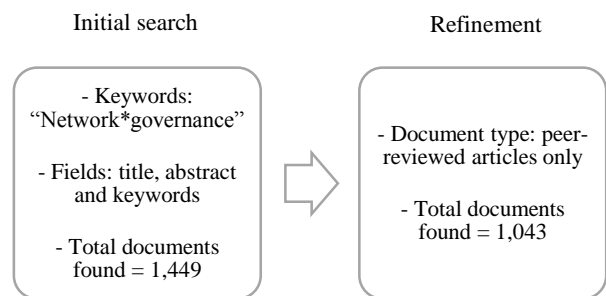 Initial search
- Keywords:
“Network*governance”
- Fields: title, abstract
and keywords
- Total documents
found = 1,449
Refinement
- Document type: peer-
reviewed articles only
- Total documents
found = 1,043